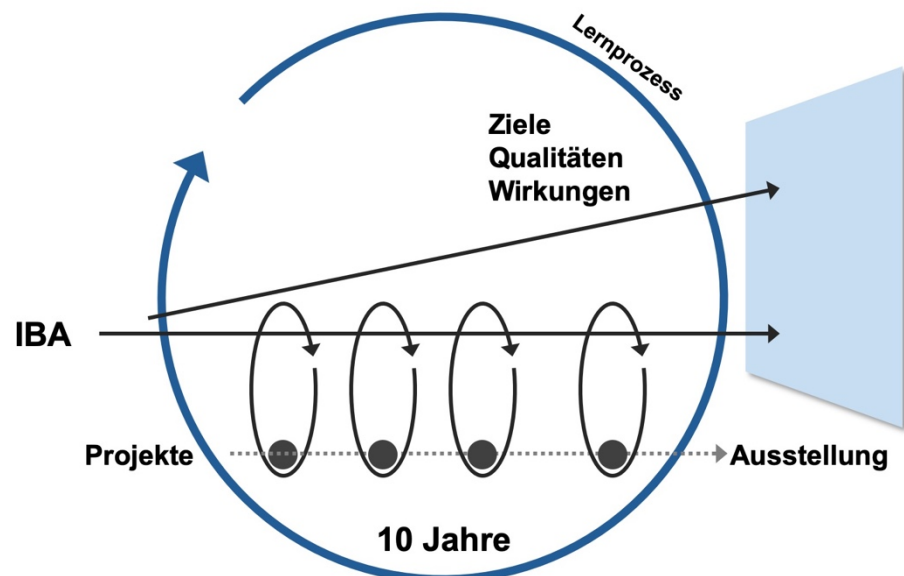 Lernprozess
Ziele
Qualitäten
Wirkungen
IBA
Projekte
Ausstellung
10 Jahre